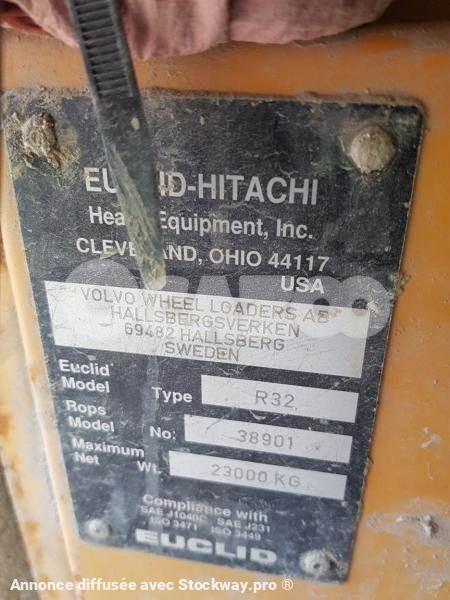 EUCLID-HITACHI
Heavy Equipment, Inc.
CLEVELAND, OHIO 44117
USA
VOLVO WHEEL LOADERS AB
HALLSBERGSVERKEN
69482 HALLSBERG
SWEDEN
Euclid
Model Type R32
Rops
Model No: 38901
Maximum
Net Wt. 23000 KG
Compliance with
SAE J1040C SAE J231
ISO 3471 ISO 3449
EUCLID
Annonce diffusée avec Stockway.pro ®